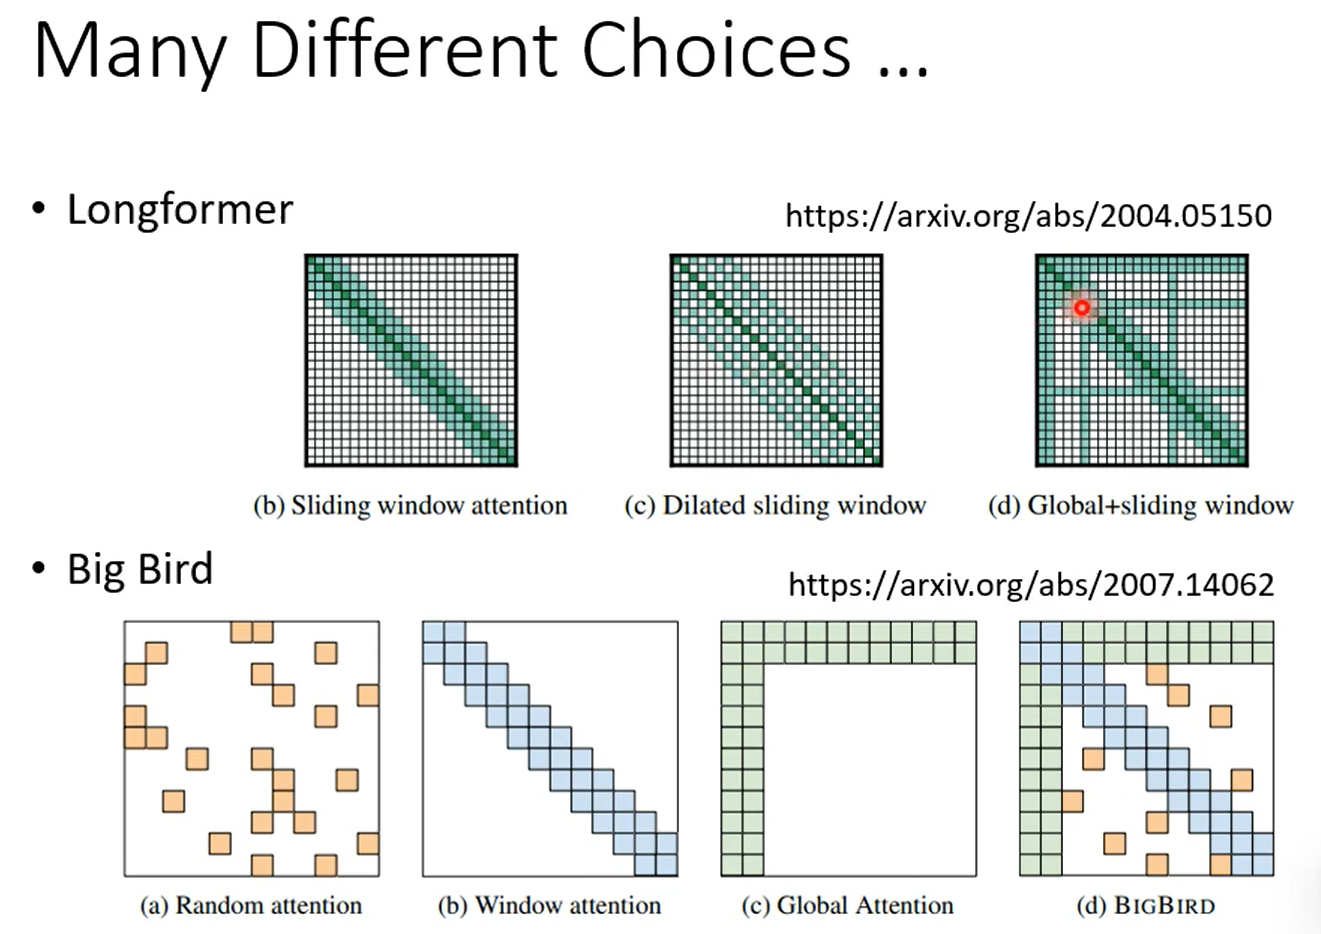 Many Different Choices ...
• Longformer
https://arxiv.org/abs/2004.05150
(b) Sliding window attention
(c) Dilated sliding window
(d) Global+sliding window
• Big Bird
https://arxiv.org/abs/2007.14062
(a) Random attention
(b) Window attention
(c) Global Attention
(d) BIGBIRD